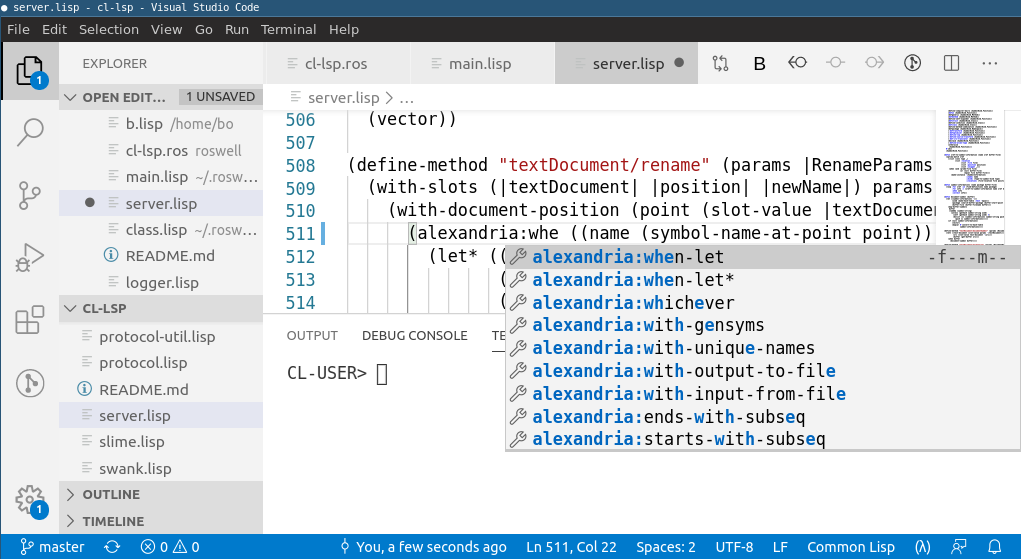 server.lisp - cl-lsp - Visual Studio Code
File Edit Selection View Go Run Terminal Help
EXPLORER
cl-lsp.ros main.lisp server.lisp
OPEN EDIT... 1 UNSAVED
b.lisp /home/bo
cl-lsp.ros roswell
main.lisp ~/.rosw...
server.lisp
class.lisp ~/.rosw...
README.md
logger.lisp
CL-LSP
protocol-util.lisp
protocol.lisp
README.md
server.lisp
slime.lisp
swank.lisp
OUTLINE
TIMELINE
1
1
B
server.lisp > ...
506 (vector))
507
508 (define-method "textDocument/rename" (params |RenameParams
509 (with-slots (|textDocument| |position| |newName|) params
510 (with-document-position (point (slot-value |textDocume
511 (alexandria:whe ((name (symbol-name-at-point point))
512 (let* ((
513 (
514 (
alexandria:when-let -f---m--
alexandria:when-let*
alexandria:whichever
alexandria:with-gensyms
alexandria:with-unique-names
alexandria:with-output-to-file
alexandria:with-input-from-file
alexandria:ends-with-subseq
alexandria:starts-with-subseq
OUTPUT DEBUG CONSOLE TE
CL-USER>
master 0 0 You, a few seconds ago Ln 511, Col 22 Spaces: 2 UTF-8 LF Common Lisp (λ)